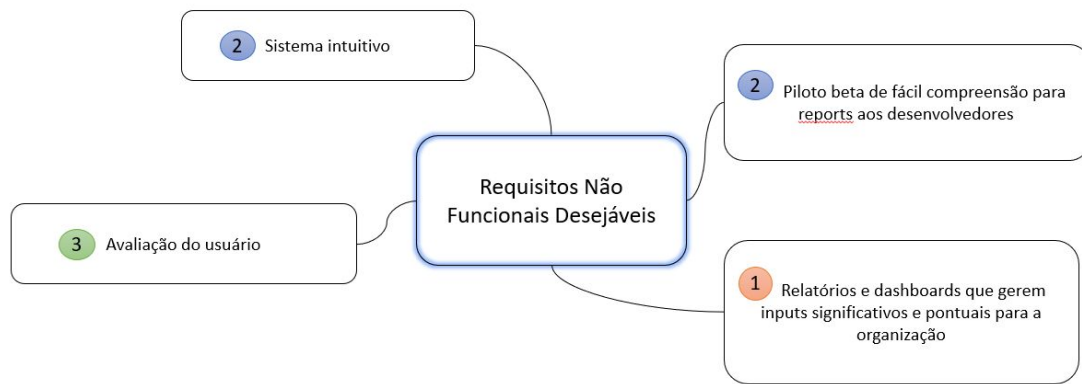 2 Sistema intuitivo
2 Piloto beta de fácil compreensão para
reports aos desenvolvedores
Requisitos Não
Funcionais Desejáveis
3 Avaliação do usuário
1 Relatórios e dashboards que gerem
inputs significativos e pontuais para a
organização